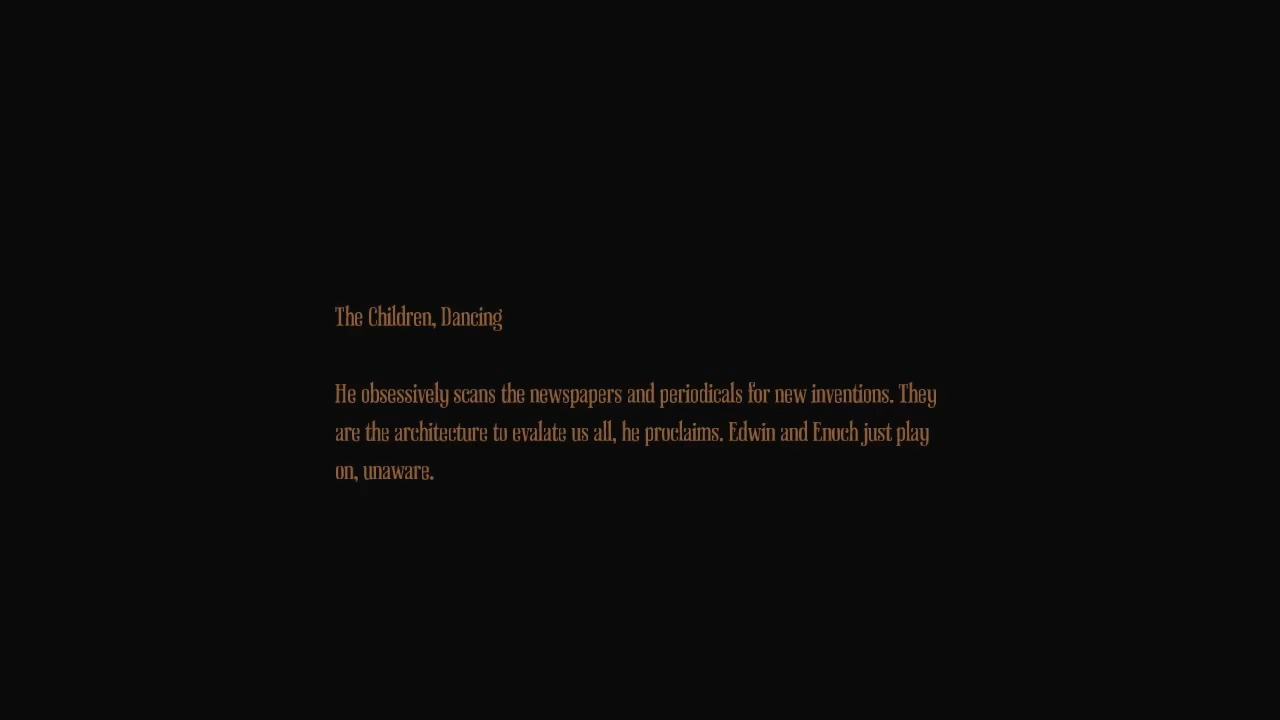 The Children, Dancing
He obsessively scans the newspapers and periodicals for new inventions. They
are the architecture to evalate us all, he proclaims. Edwin and Enoch just play
on, unaware.